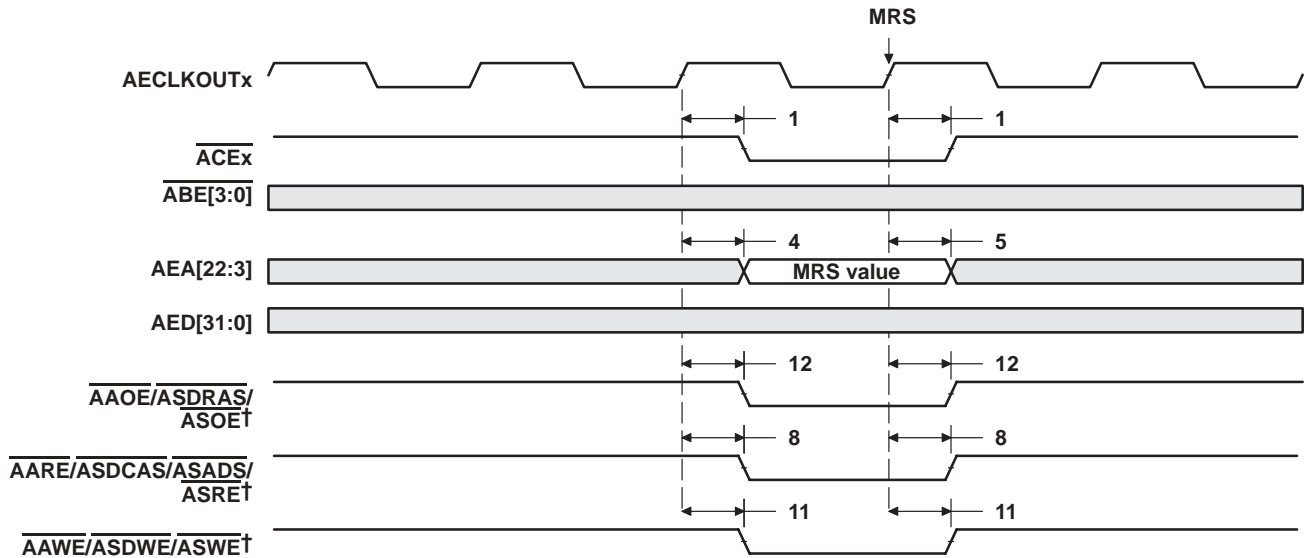 MRS
AECLKOUTx
1 1
ACEx
ABE[3:0]
4 5
AEA[22:3] MRS value
AED[31:0]
12 12
AAOE/ASDRAS/
ASOE†
8 8
AARE/ASDCAS/ASADS/
ASRE†
11 11
AAWE/ASDWE/ASWE†